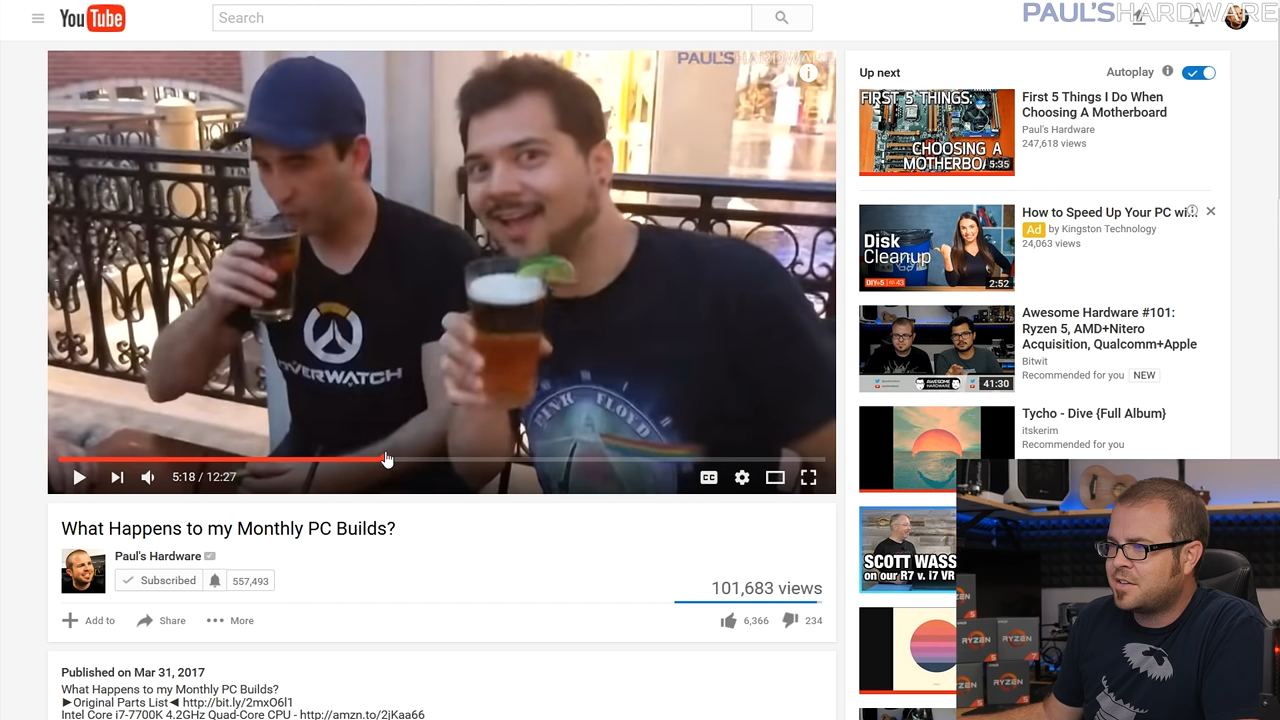 YouTube
Search
PAUL'SHARDWARE
PAUL'S HARDWARE
OVERWATCH
PINK FLOYD
5:18 / 12:27
CC
What Happens to my Monthly PC Builds?
Paul's Hardware
Subscribed
557,493
101,683 views
Add to
Share
More
6,366
234
Published on Mar 31, 2017
What Happens to my Monthly PC Builds?
►Original Parts List◄ http://bit.ly/2mxO6l1
Intel Core i7-7700K 4.2GHz Quad-Core CPU - http://amzn.to/2jKaa66
Up next
Autoplay
FIRST 5 THINGS:
CHOOSING A
MOTHERBOA
5:35
First 5 Things I Do When
Choosing A Motherboard
Paul's Hardware
247,618 views
Disk
Cleanup
DIYin5 43
2:52
How to Speed Up Your PC wi...
Ad by Kingston Technology
24,063 views
AWESOME
HARDWARE
41:30
Awesome Hardware #101:
Ryzen 5, AMD+Nitero
Acquisition, Qualcomm+Apple
Bitwit
Recommended for you NEW
Tycho - Dive {Full Album}
itskerim
Recommended for you
SCOTT WASS
on our R7 v. i7 VR
RYZEN
RYZEN
RYZEN